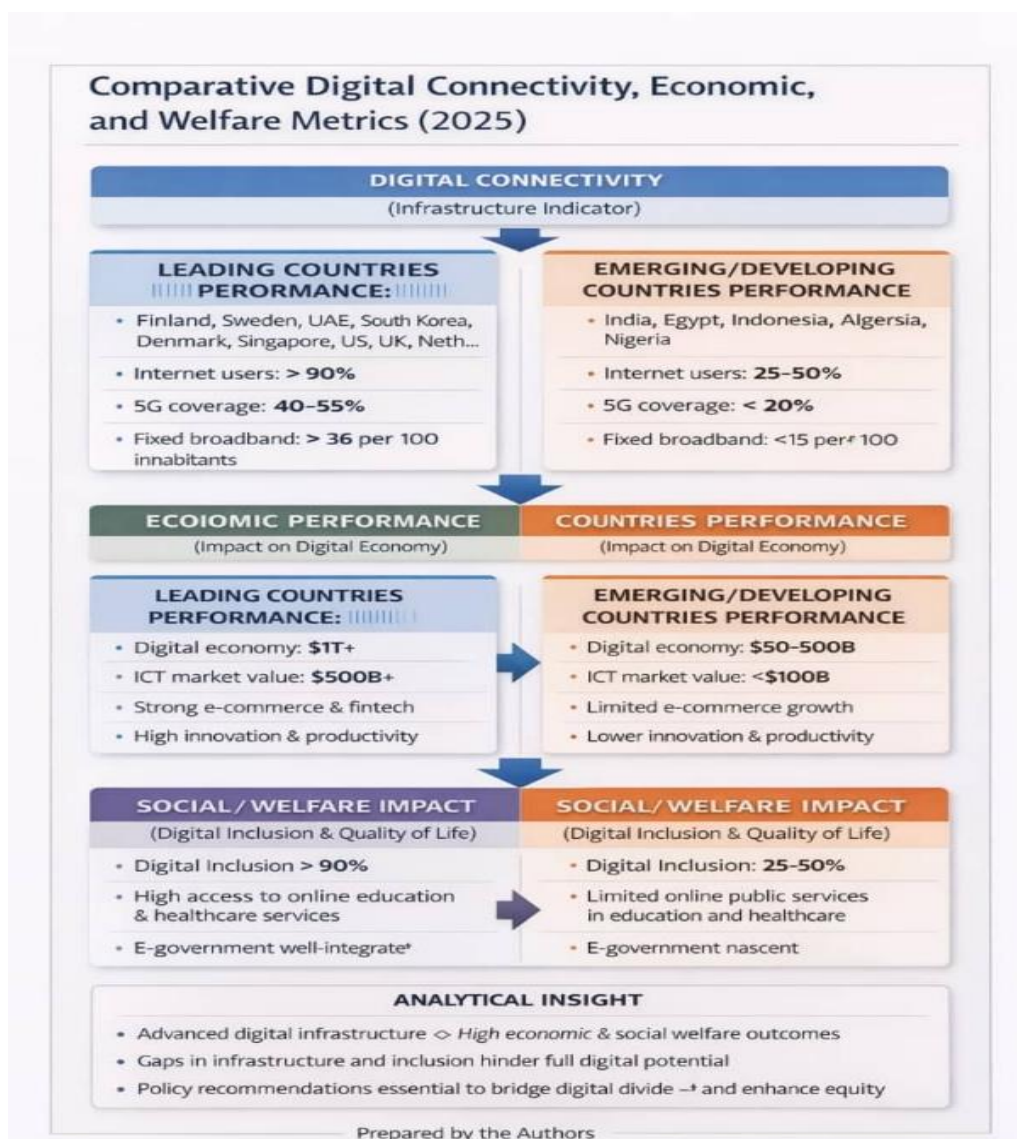 Comparative Digital Connectivity, Economic,
and Welfare Metrics (2025)
DIGITAL CONNECTIVITY
(Infrastructure Indicator)
LEADING COUNTRIES
PERORMANCE:
• Finland, Sweden, UAE, South Korea,
Denmark, Singapore, US, UK, Neth...
• Internet users: > 90%
• 5G coverage: 40–55%
• Fixed broadband: > 36 per 100
innabitants
EMERGING/DEVELOPING
COUNTRIES PERFORMANCE
• India, Egypt, Indonesia, Algersia,
Nigeria
• Internet users: 25–50%
• 5G coverage: < 20%
• Fixed broadband: <15 per 100
ECOIOMIC PERFORMANCE
(Impact on Digital Economy)
COUNTRIES PERFORMANCE
(Impact on Digital Economy)
LEADING COUNTRIES
PERFORMANCE:
• Digital economy: $1T+
• ICT market value: $500B+
• Strong e-commerce & fintech
• High innovation & productivity
EMERGING/DEVELOPING
COUNTRIES PERFORMANCE
• Digital economy: $50–500B
• ICT market value: <$100B
• Limited e-commerce growth
• Lower innovation & productivity
SOCIAL/WELFARE IMPACT
(Digital Inclusion & Quality of Life)
• Digital Inclusion > 90%
• High access to online education
& healthcare services
• E-government well-integrate
SOCIAL/WELFARE IMPACT
(Digital Inclusion & Quality of Life)
• Digital Inclusion: 25–50%
• Limited online public services
in education and healthcare
• E-government nascent
ANALYTICAL INSIGHT
• Advanced digital infrastructure ◇ High economic & social welfare outcomes
• Gaps in infrastructure and inclusion hinder full digital potential
• Policy recommendations essential to bridge digital divide → and enhance equity
Prepared by the Authors